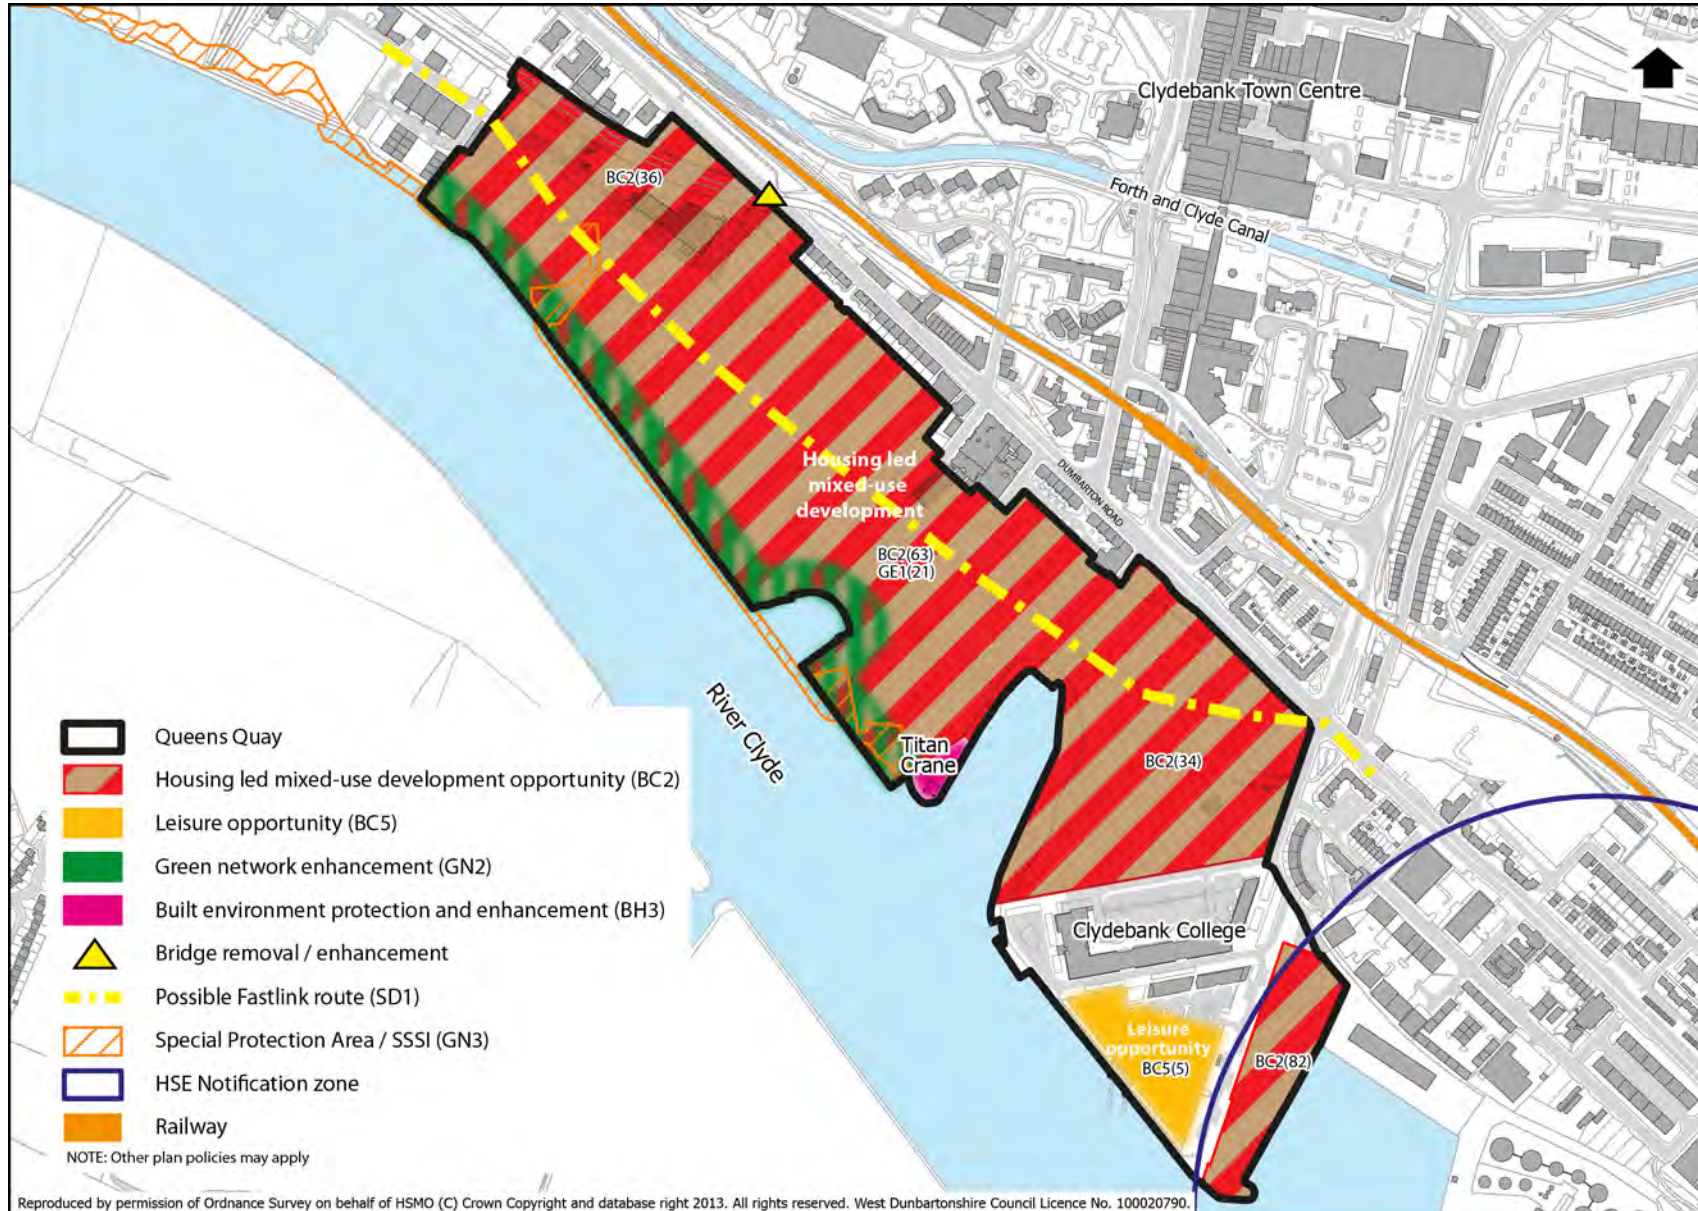 Clydebank Town Centre
Forth and Clyde Canal
BC2(36)
DUMBARTON ROAD
Housing led
mixed-use
development
BC2(63)
GE1(21)
River Clyde
Titan
Crane
BC2(34)
Clydebank College
Leisure
opportunity
BC5(5)
BC2(82)
Queens Quay
Housing led mixed-use development opportunity (BC2)
Leisure opportunity (BC5)
Green network enhancement (GN2)
Built environment protection and enhancement (BH3)
Bridge removal / enhancement
Possible Fastlink route (SD1)
Special Protection Area / SSSI (GN3)
HSE Notification zone
Railway
NOTE: Other plan policies may apply
Reproduced by permission of Ordnance Survey on behalf of HSMO (C) Crown Copyright and database right 2013. All rights reserved. West Dunbartonshire Council Licence No. 100020790.